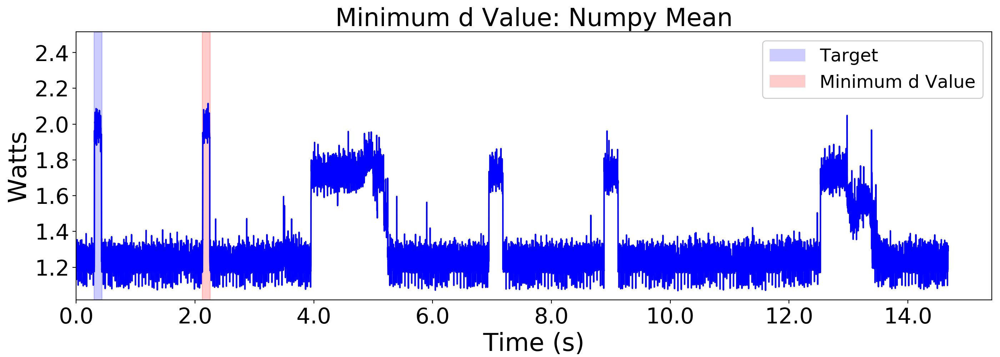 Minimum d Value: Numpy Mean
Target
Minimum d Value
Watts
2.4
2.2
2.0
1.8
1.6
1.4
1.2
0.0 2.0 4.0 6.0 8.0 10.0 12.0 14.0
Time (s)